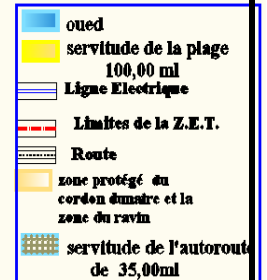 oued
servitude de la plage
100,00 ml
Ligne Electrique
Limites de la Z.E.T.
Route
zone protégé du
cordon dunaire et la
zone du ravin
servitude de l'autoroute
de 35,00ml